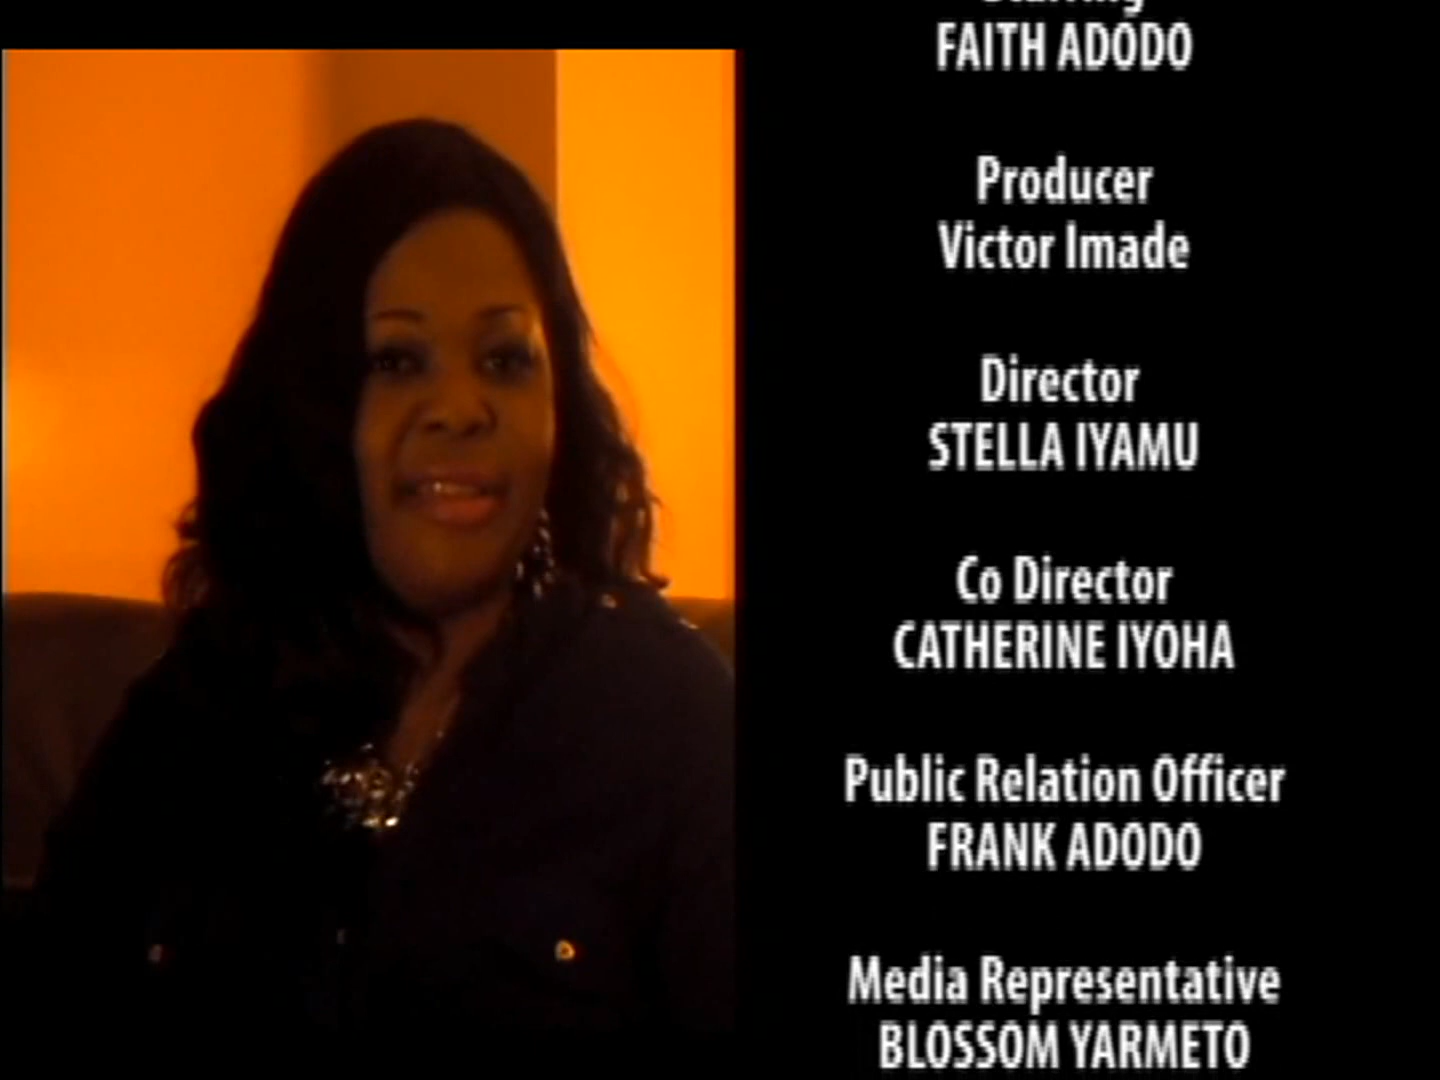 Starring
FAITH ADODO
Producer
Victor Imade
Director
STELLA IYAMU
Co Director
CATHERINE IYOHA
Public Relation Officer
FRANK ADODO
Media Representative
BLOSSOM YARMETO